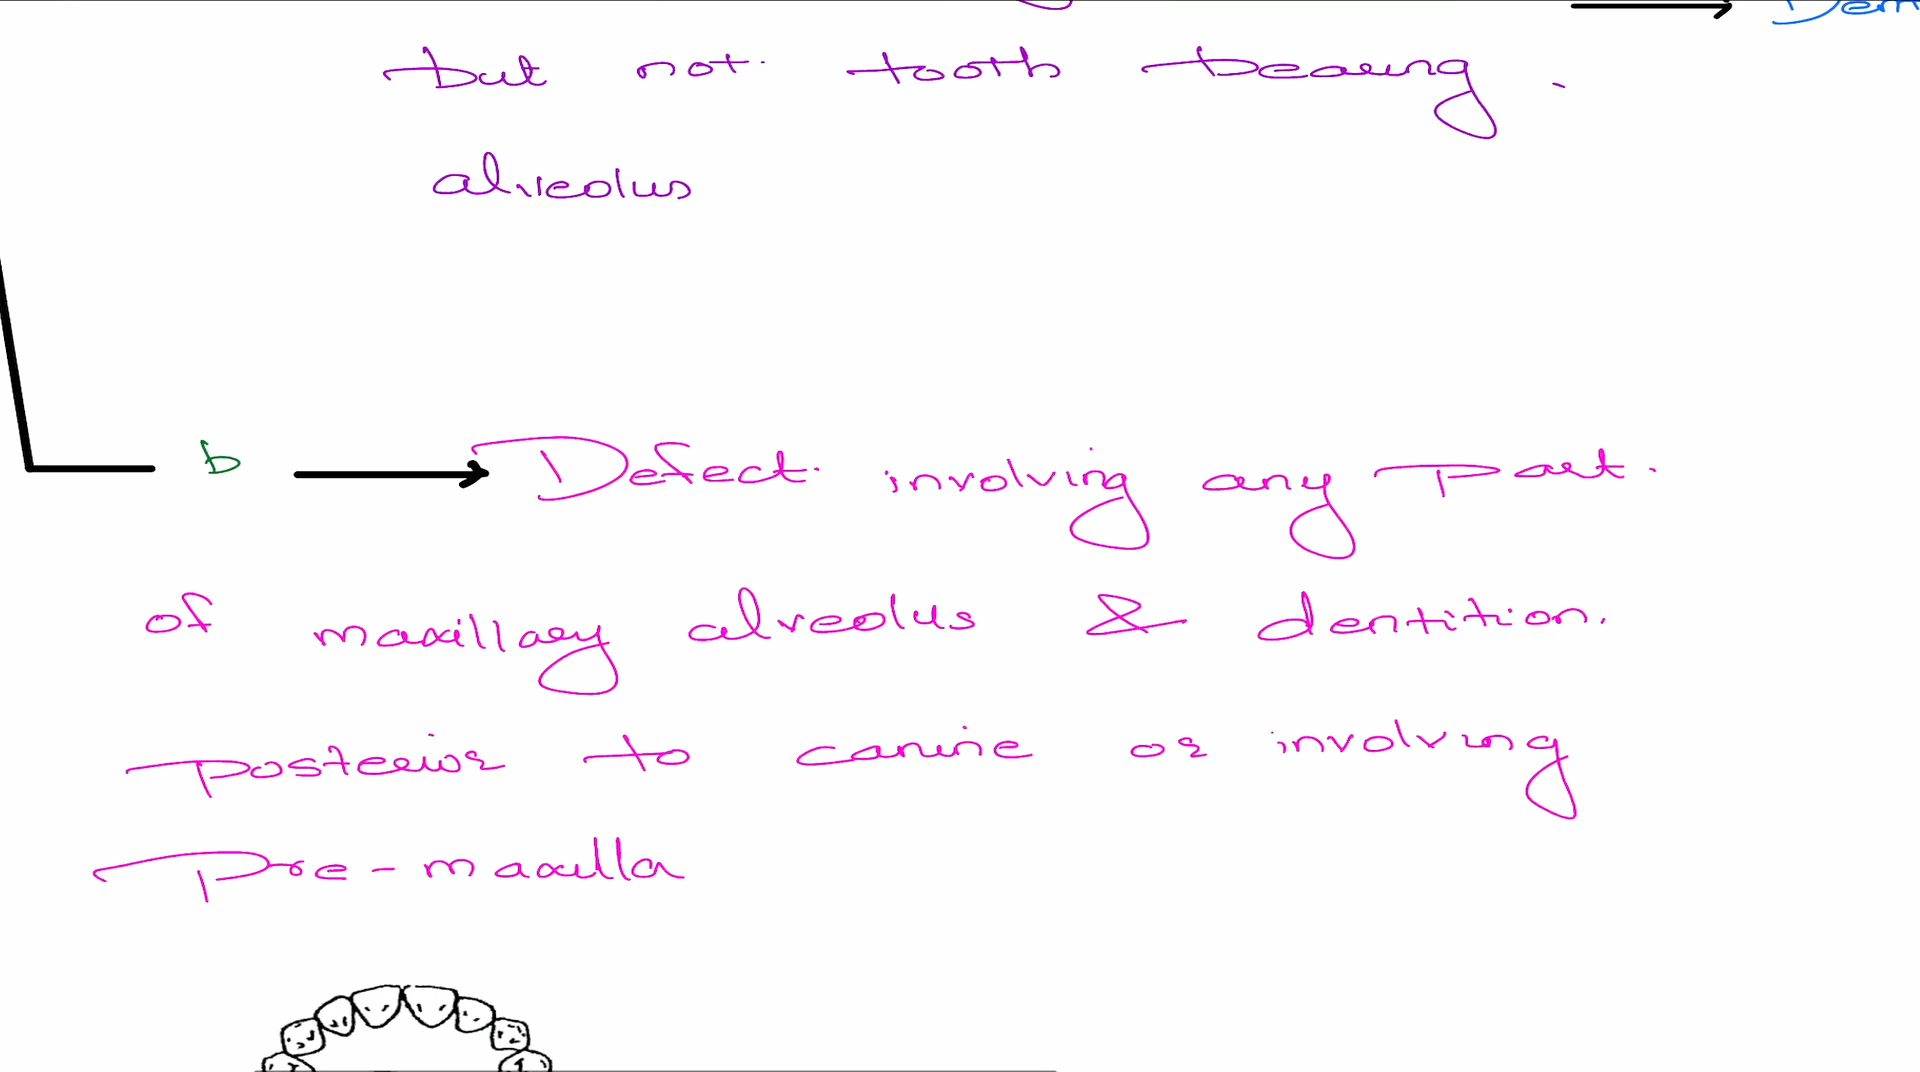 Dem
but not tooth bearing.
alveolus
b → Defect involving any Part
of maxillary alveolus & dentition.
Posterior to canine or involving
Pre-maxilla